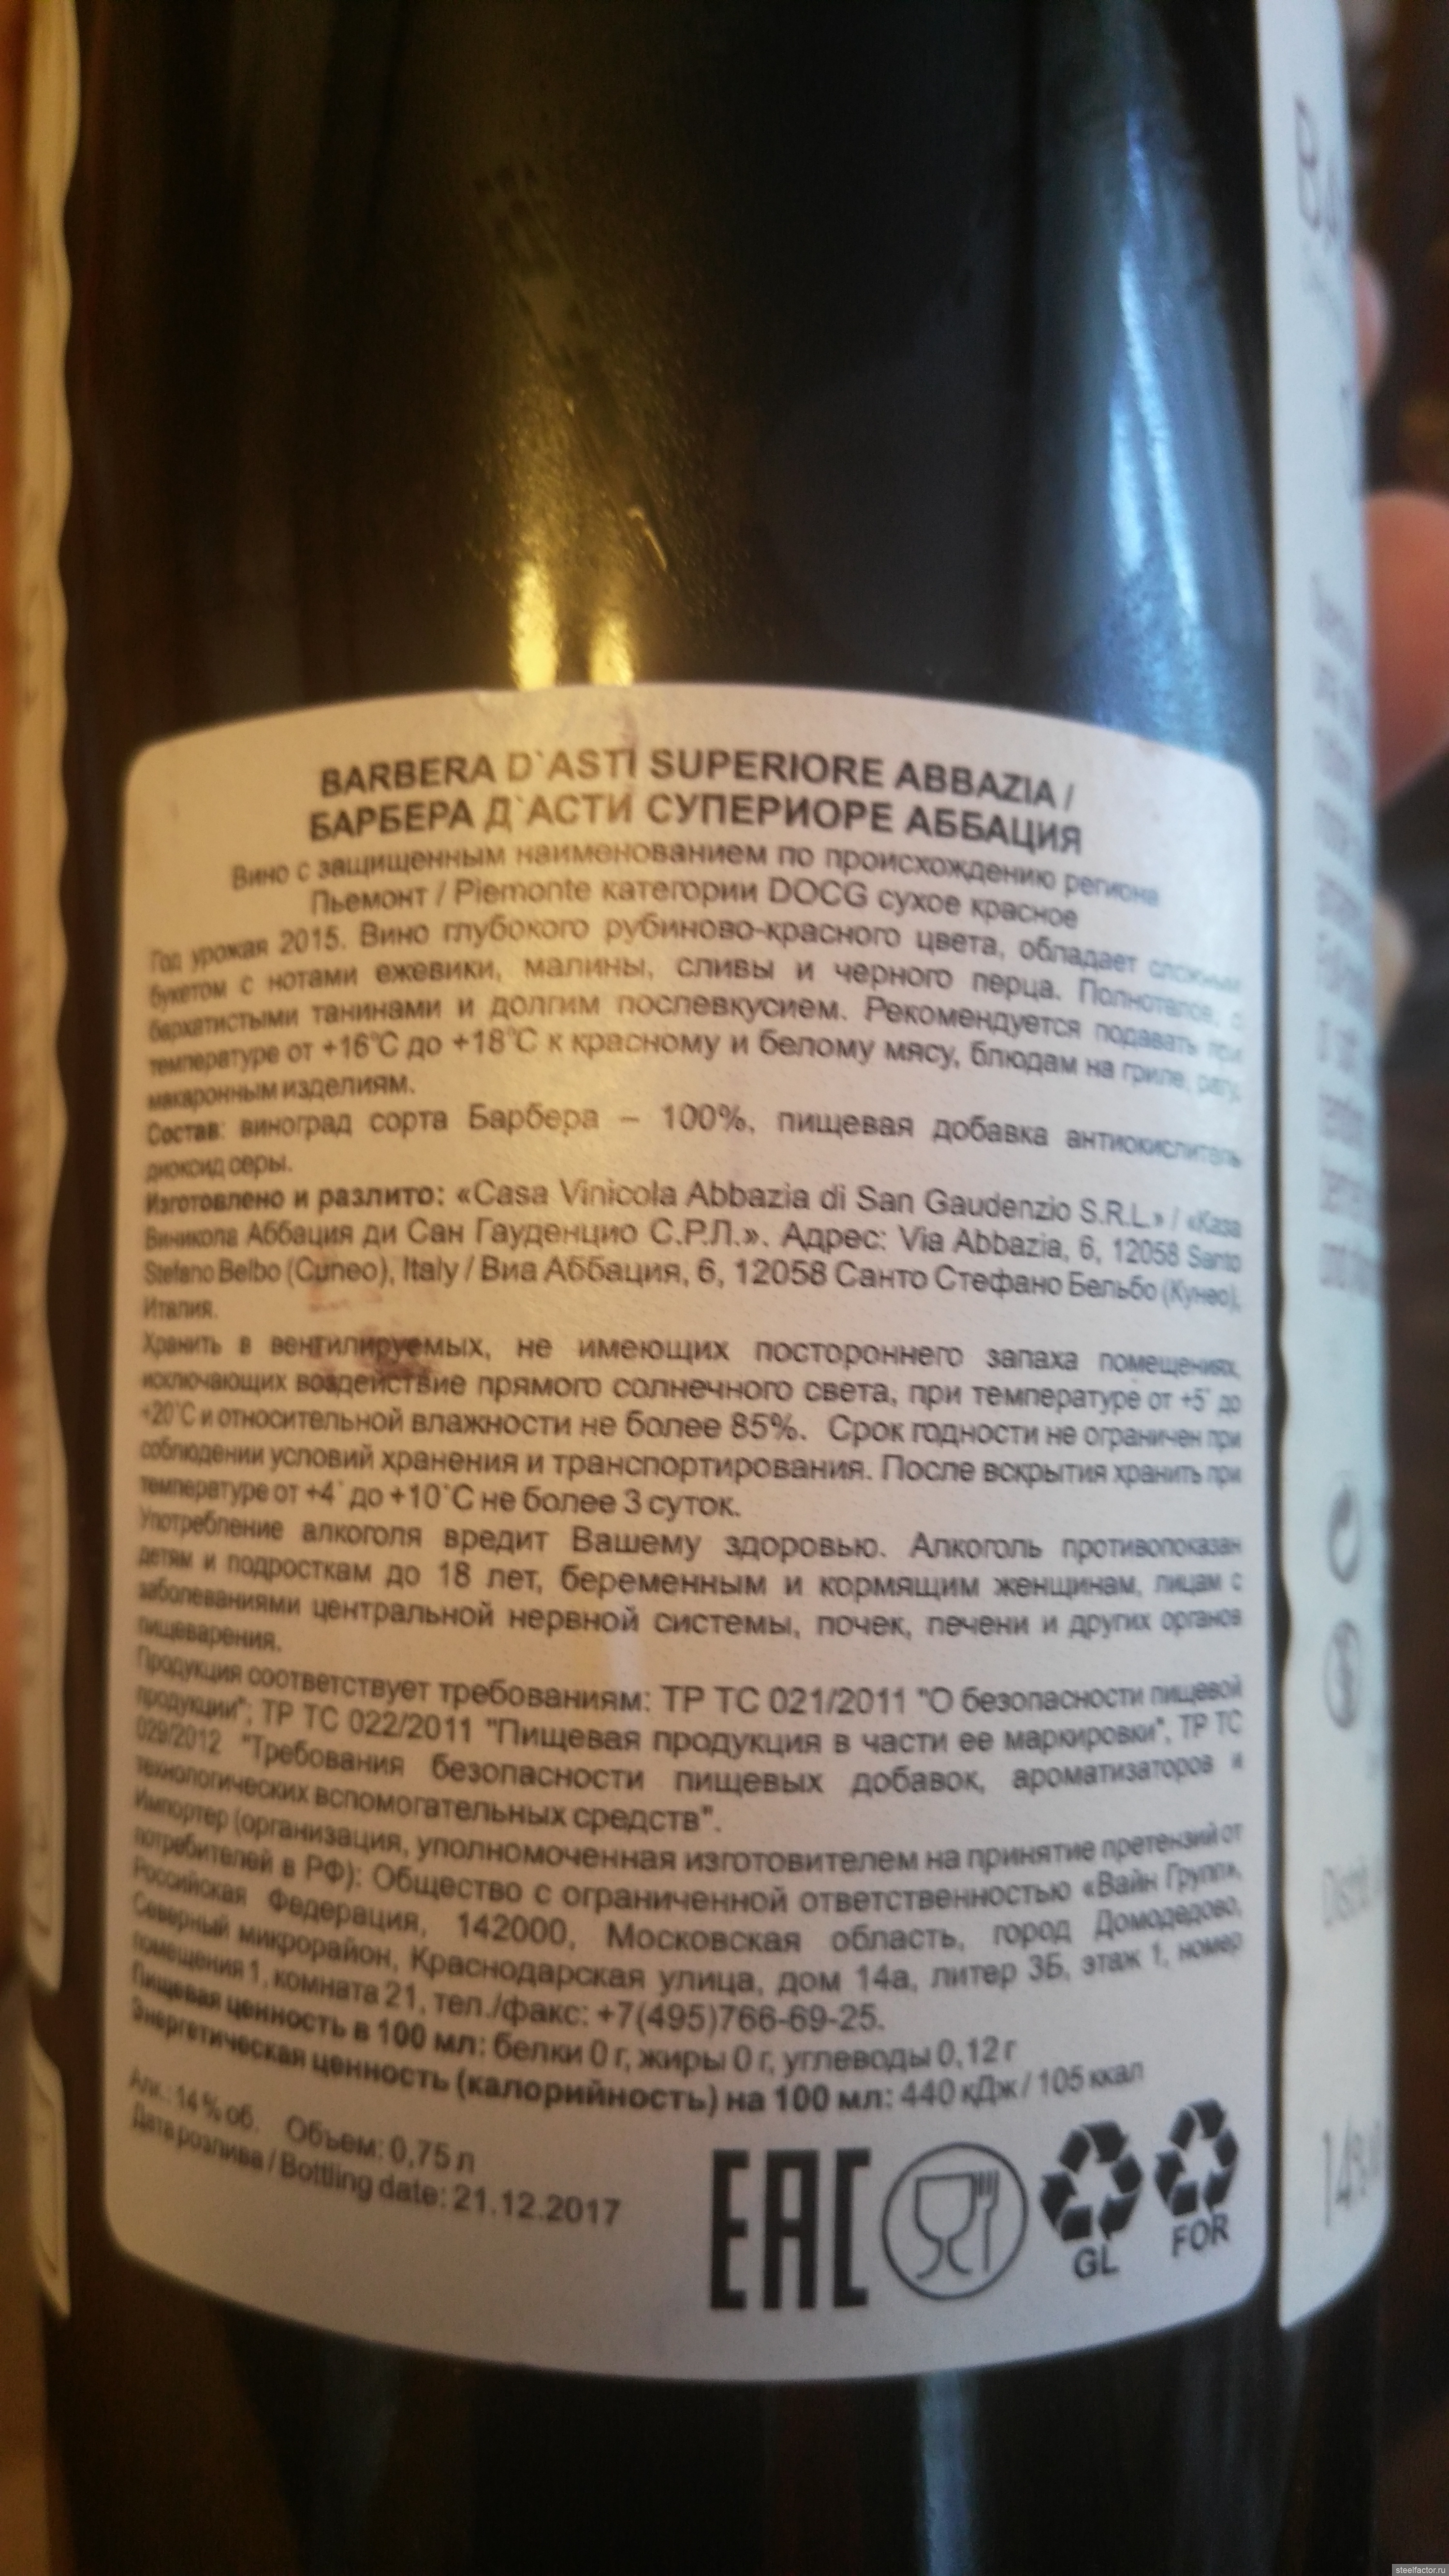 BARBERA D`ASTI SUPERIORE ABBAZIA /
БАРБЕРА Д`АСТИ СУПЕРИОРЕ АББАЦИЯ
Вино с защищенным наименованием по происхождению региона
Пьемонт / Piemonte категории DOCG сухое красное
Год урожая 2015. Вино глубокого рубиново-красного цвета, обладает сложным
букетом с нотами ежевики, малины, сливы и черного перца. Полнотелое, с
бархатистыми танинами и долгим послевкусием. Рекомендуется подавать при
температуре от +16°С до +18°С к красному и белому мясу, блюдам на гриле, рагу,
макаронным изделиям.
Состав: виноград сорта Барбера – 100%, пищевая добавка антиокислитель
диоксид серы.
Изготовлено и разлито: «Casa Vinicola Abbazia di San Gaudenzio S.R.L.» / «Каза
Виникола Аббация ди Сан Гауденцио С.Р.Л.». Адрес: Via Abbazia, 6, 12058 Santo
Stefano Belbo (Cuneo), Italy / Виа Аббация, 6, 12058 Санто Стефано Бельбо (Кунео),
Италия.
Хранить в вентилируемых, не имеющих постороннего запаха помещениях,
исключающих воздействие прямого солнечного света, при температуре от +5˚ до
+20˚С и относительной влажности не более 85%. Срок годности не ограничен при
соблюдении условий хранения и транспортирования. После вскрытия хранить при
температуре от +4˚ до +10˚С не более 3 суток.
Употребление алкоголя вредит Вашему здоровью. Алкоголь противопоказан
детям и подросткам до 18 лет, беременным и кормящим женщинам, лицам с
заболеваниями центральной нервной системы, почек, печени и других органов
пищеварения.
Продукция соответствует требованиям: ТР ТС 021/2011 "О безопасности пищевой
продукции"; ТР ТС 022/2011 "Пищевая продукция в части ее маркировки", ТР ТС
029/2012 "Требования безопасности пищевых добавок, ароматизаторов и
технологических вспомогательных средств".
Импортер (организация, уполномоченная изготовителем на принятие претензий от
потребителей в РФ): Общество с ограниченной ответственностью «Вайн Групп»,
Российская Федерация, 142000, Московская область, город Домодедово,
Северный микрорайон, Краснодарская улица, дом 14а, литер 3Б, этаж 1, номер
помещения 1, комната 21, тел./факс: +7(495)766-69-25.
Пищевая ценность в 100 мл: белки 0 г, жиры 0 г, углеводы 0,12 г
Энергетическая ценность (калорийность) на 100 мл: 440 кДж / 105 ккал
Алк.: 14 % об. Объем: 0,75 л
Дата розлива / Bottling date: 21.12.2017
EAC
GL
FOR
steelfactor.ru